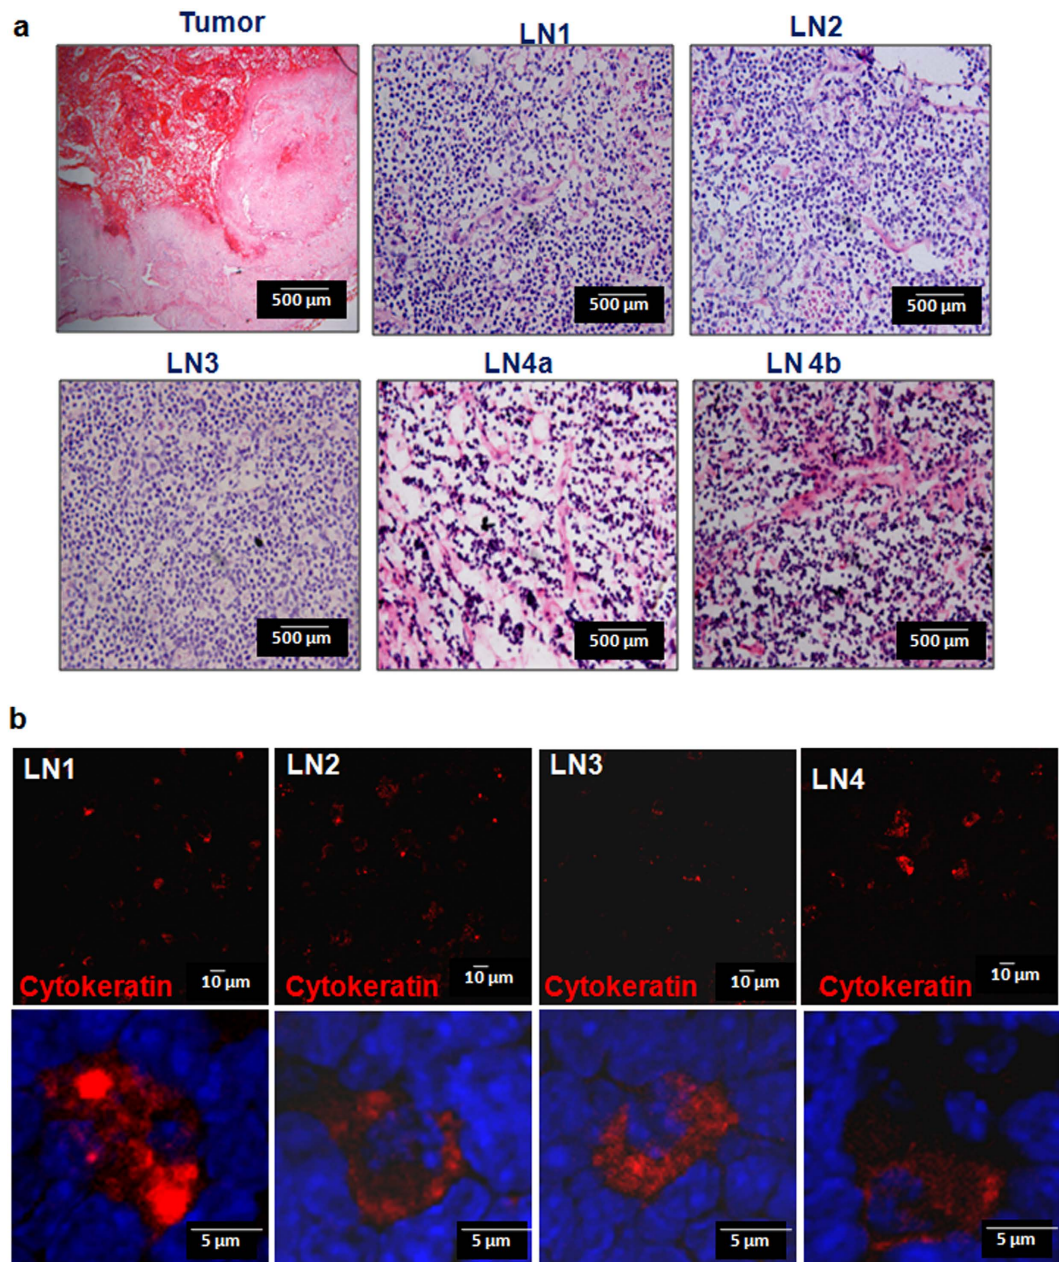 a
Tumor
LN1
LN2
500 µm
500 µm
500 µm
LN3
LN4a
LN 4b
500 µm
500 µm
500 µm
b
LN1
LN2
LN3
LN4
Cytokeratin
10 µm
Cytokeratin
10 µm
Cytokeratin
10 µm
Cytokeratin
10 µm
5 µm
5 µm
5 µm
5 µm